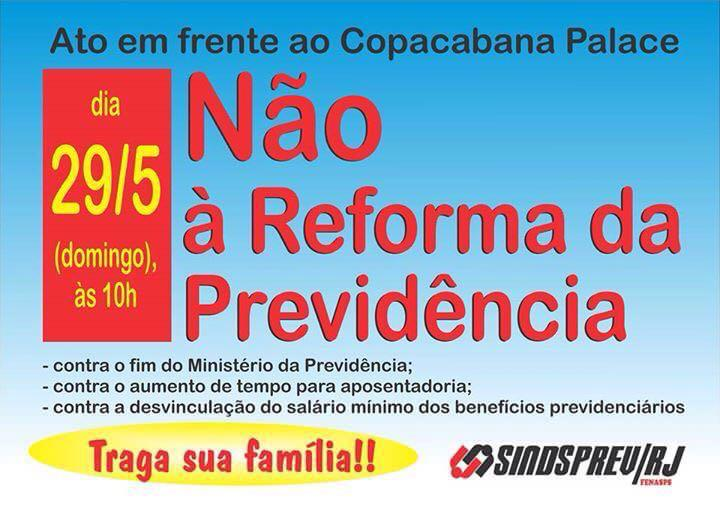 Ato em frente ao Copacabana Palace
dia
29/5
(domingo),
às 10h
Não
à Reforma da
Previdência
- contra o fim do Ministério da Previdência;
- contra o aumento de tempo para aposentadoria;
- contra a desvinculação do salário mínimo dos benefícios previdenciários
Traga sua família!!
SINDSPREV/RJ
FENASPS